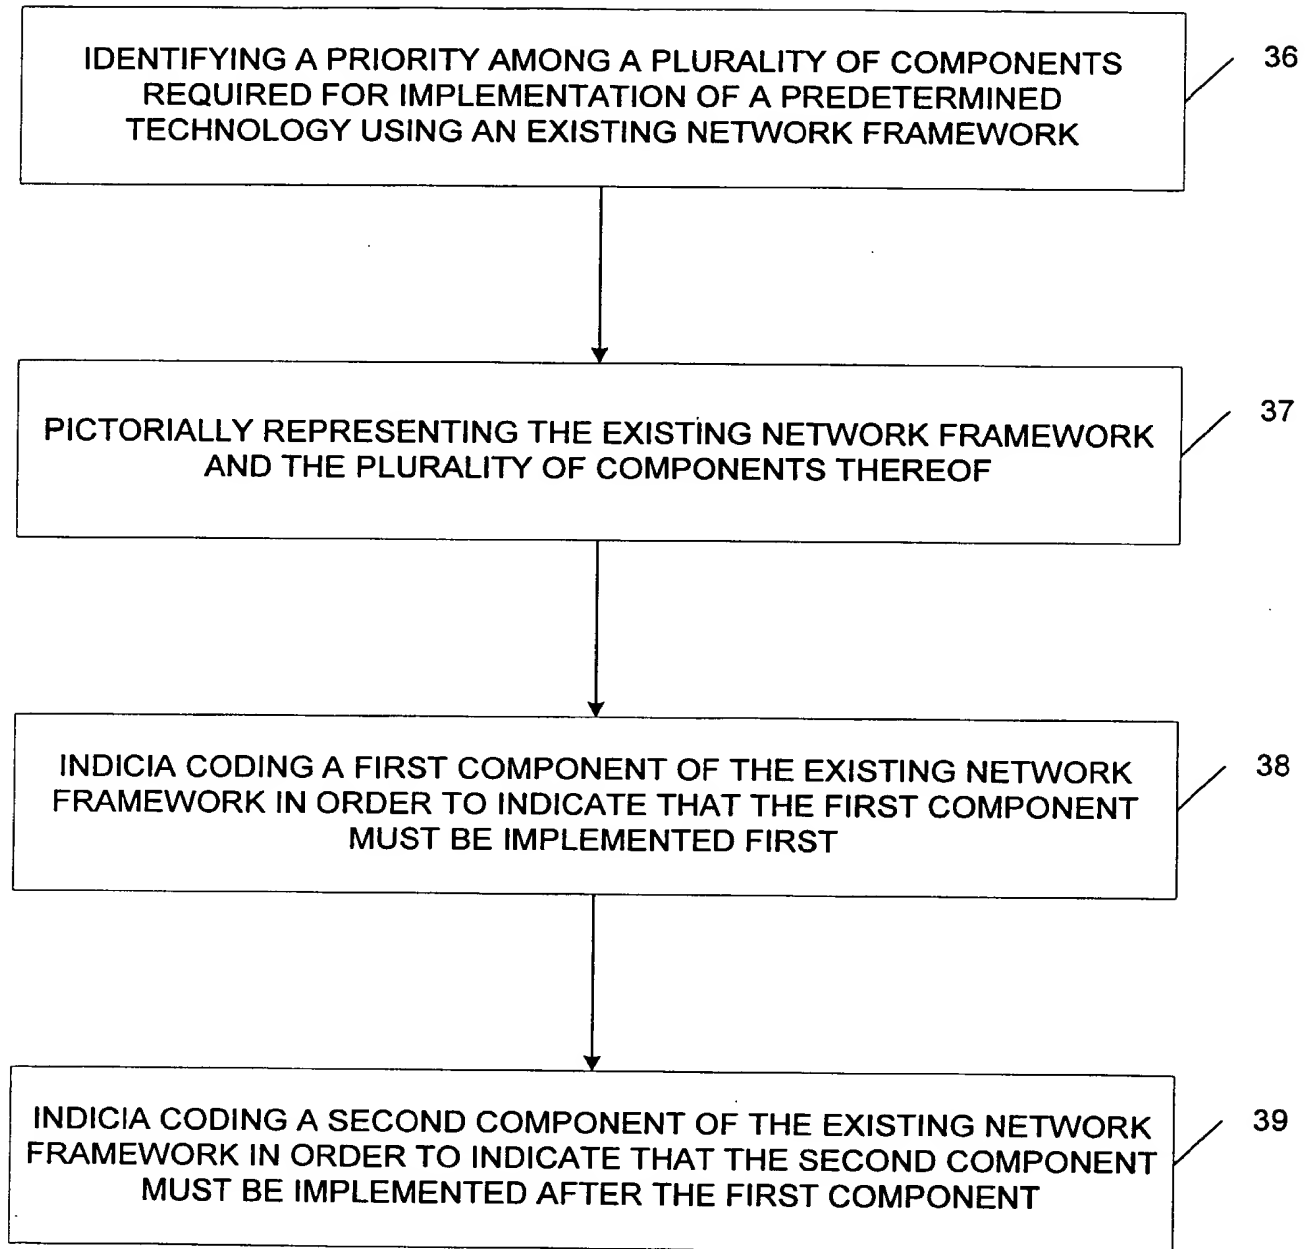 IDENTIFYING A PRIORITY AMONG A PLURALITY OF COMPONENTS
REQUIRED FOR IMPLEMENTATION OF A PREDETERMINED
TECHNOLOGY USING AN EXISTING NETWORK FRAMEWORK
36
PICTORIALLY REPRESENTING THE EXISTING NETWORK FRAMEWORK
AND THE PLURALITY OF COMPONENTS THEREOF
37
INDICIA CODING A FIRST COMPONENT OF THE EXISTING NETWORK
FRAMEWORK IN ORDER TO INDICATE THAT THE FIRST COMPONENT
MUST BE IMPLEMENTED FIRST
38
INDICIA CODING A SECOND COMPONENT OF THE EXISTING NETWORK
FRAMEWORK IN ORDER TO INDICATE THAT THE SECOND COMPONENT
MUST BE IMPLEMENTED AFTER THE FIRST COMPONENT
39